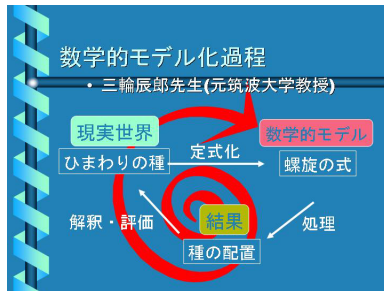 数学的モデル化過程
• 三輪辰郎先生(元筑波大学教授)
現実世界
数学的モデル
ひまわりの種
定式化
螺旋の式
解釈・評価
結果
処理
種の配置